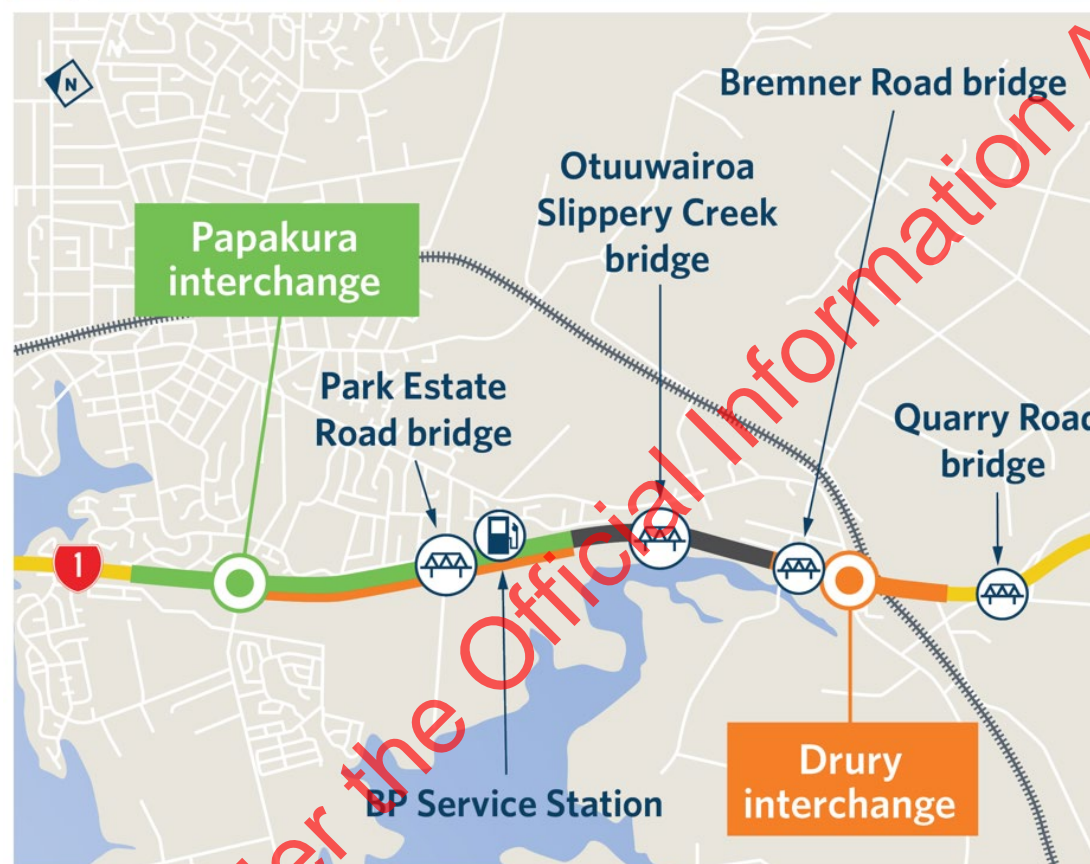 N
Bremner Road bridge
Otuuwairoa
Slippery Creek
bridge
Papakura
interchange
Park Estate
Road bridge
Quarry Road
bridge
1
BP Service Station
Drury
interchange
the Official Information